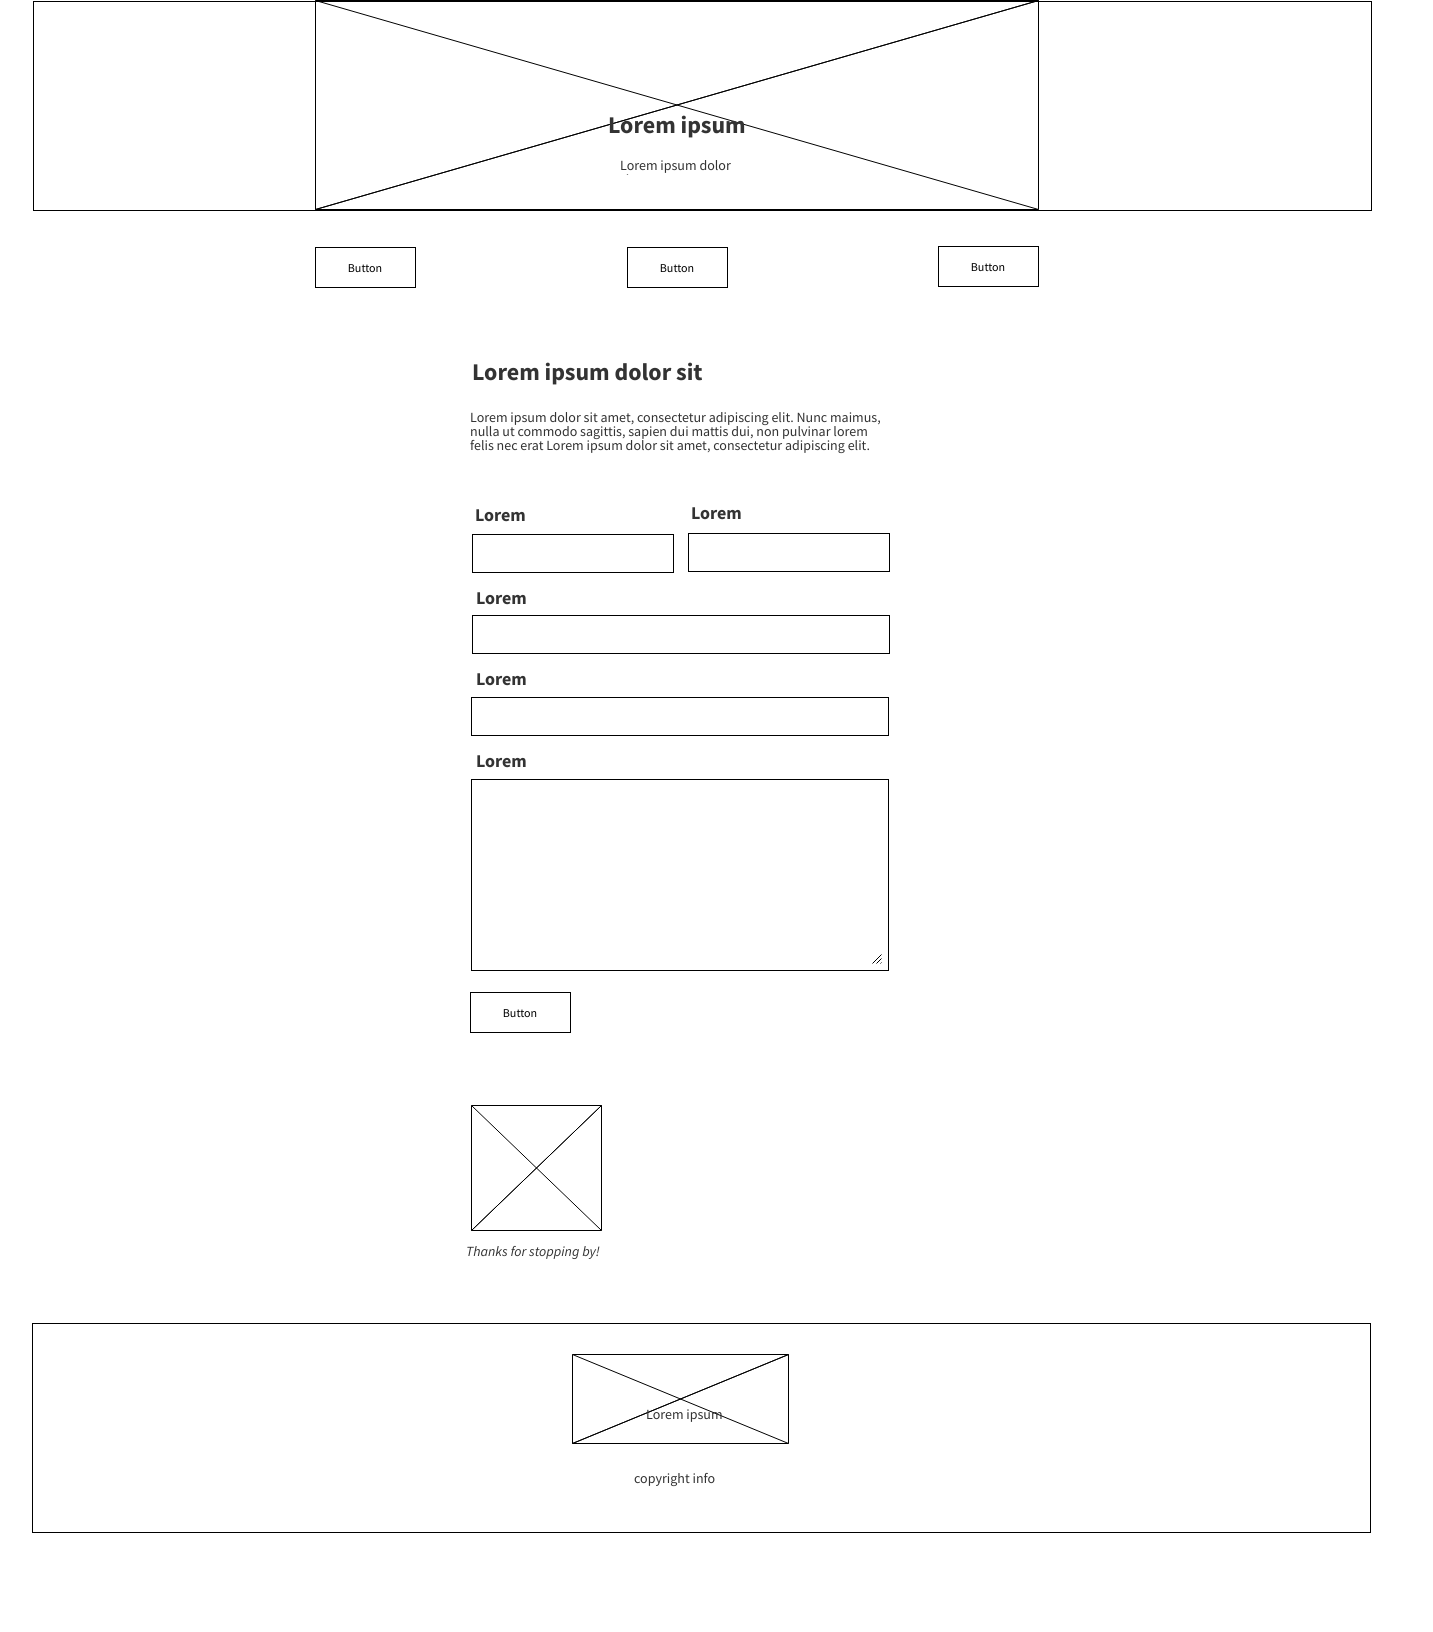 Lorem ipsum
Lorem ipsum dolor
Button
Button
Button
Lorem ipsum dolor sit
Lorem ipsum dolor sit amet, consectetur adipiscing elit. Nunc maimus,
nulla ut commodo sagittis, sapien dui mattis dui, non pulvinar lorem
felis nec erat Lorem ipsum dolor sit amet, consectetur adipiscing elit.
Lorem
Lorem
Lorem
Lorem
Lorem
Button
Thanks for stopping by!
Lorem ipsum
copyright info